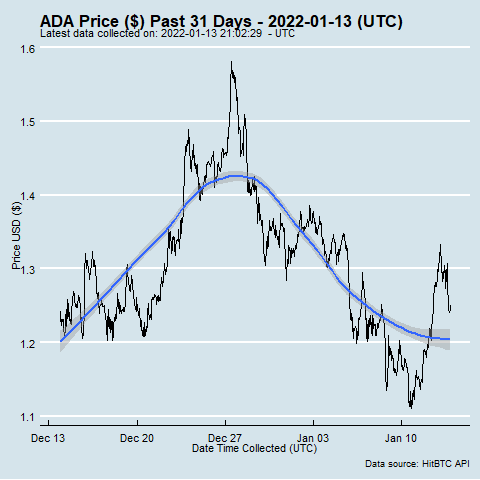 ADA Price ($) Past 31 Days - 2022-01-13 (UTC)
Latest data collected on: 2022-01-13 21:02:29 - UTC
1.6
1.5
1.4
1.3
1.2
1.1
Price USD ($)
Dec 13 Dec 20 Dec 27 Jan 03 Jan 10
Date Time Collected (UTC)
Data source: HitBTC API